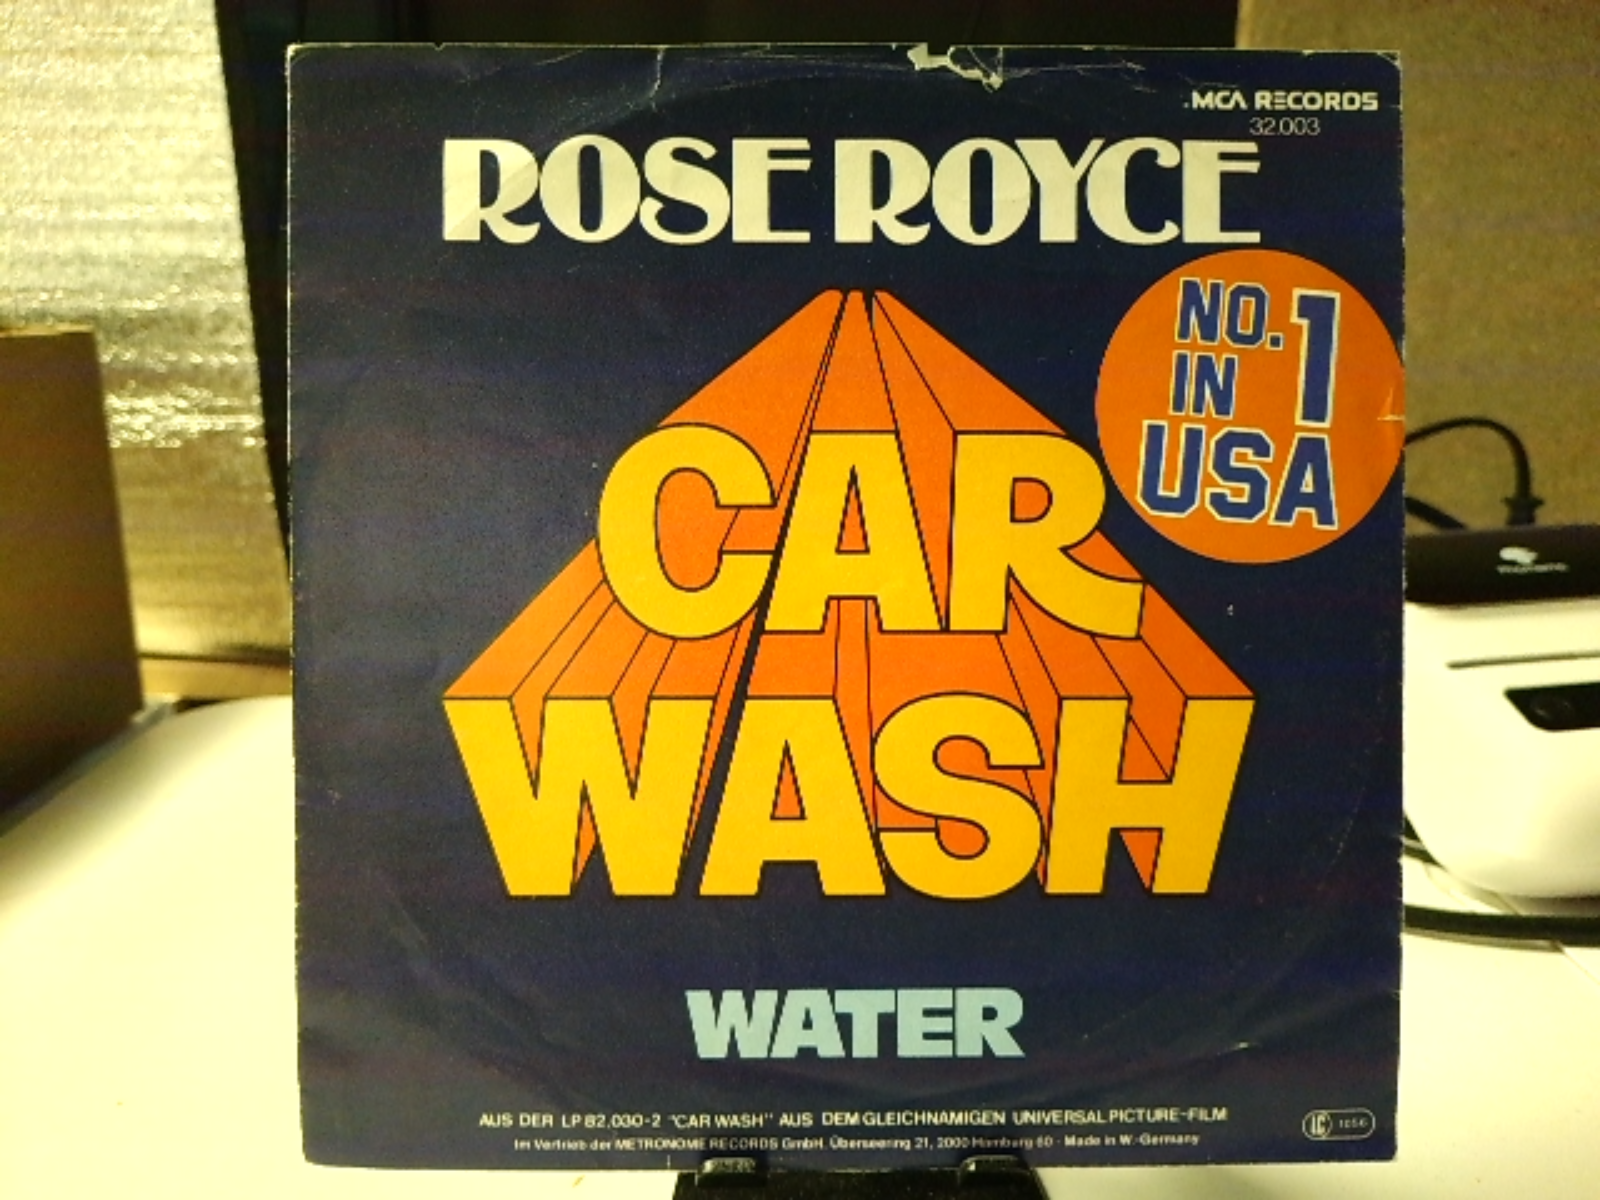 MCA RECORDS
32.003
ROSE ROYCE
NO. 1
IN
USA
CAR
WASH
WATER
AUS DER LP 82.030-2 "CAR WASH" AUS DEM GLEICHNAMIGEN UNIVERSAL PICTURE-FILM
Im Vertrieb der METRONOME RECORDS GmbH. Überseering 21, 2000 Hamburg 60 · Made in W.-Germany
LC